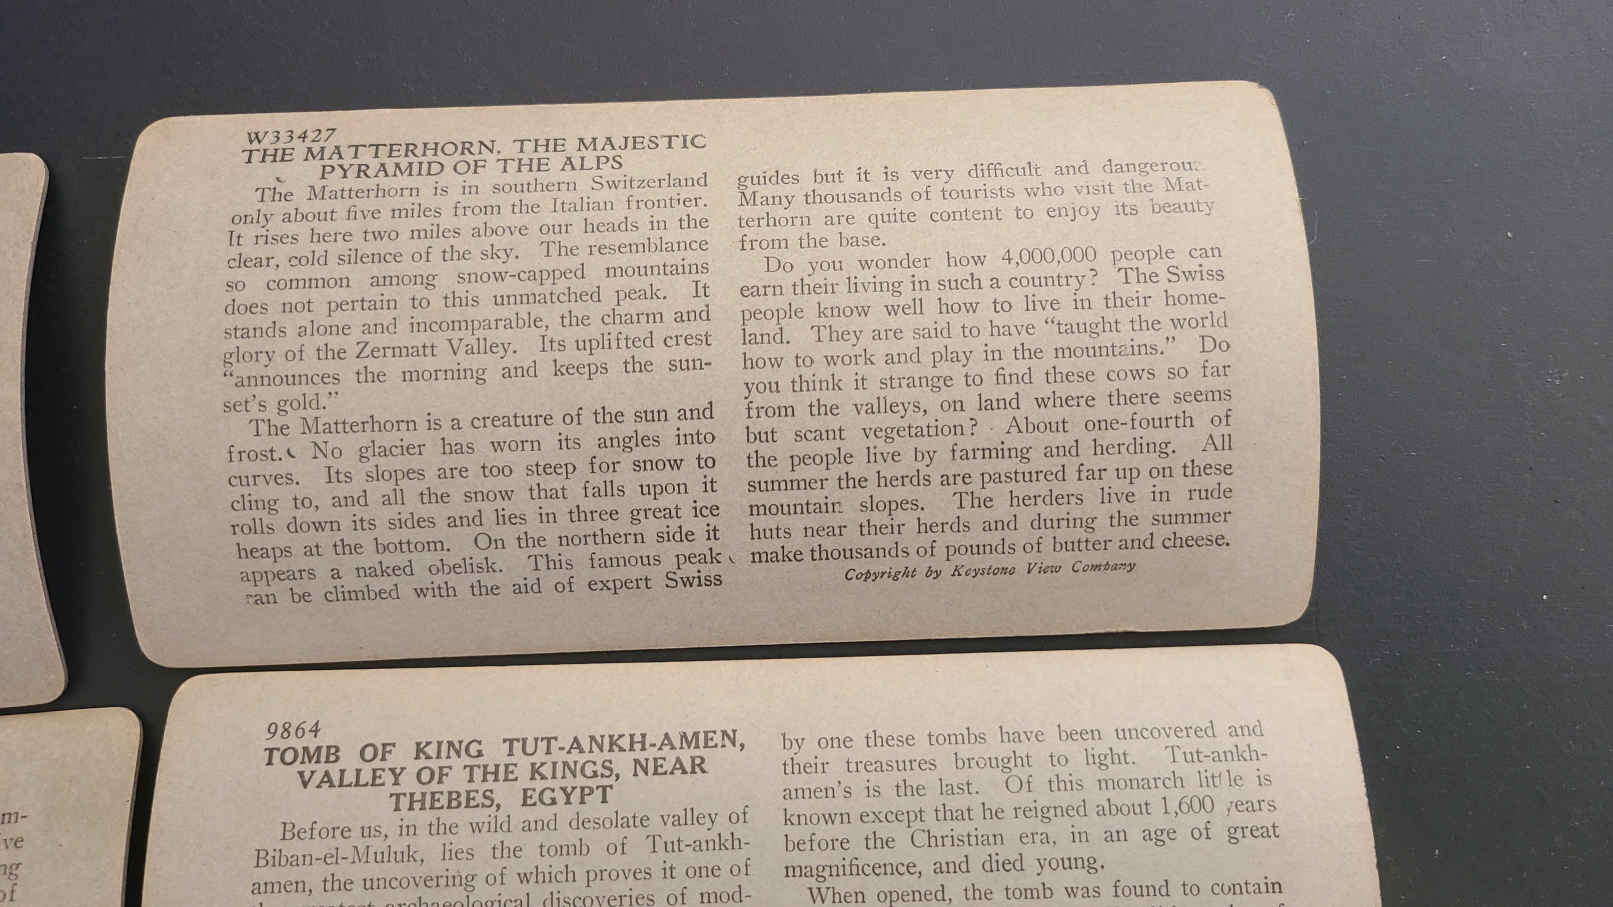 W33427
THE MATTERHORN, THE MAJESTIC
PYRAMID OF THE ALPS
The Matterhorn is in southern Switzerland
only about five miles from the Italian frontier.
It rises here two miles above our heads in the
clear, cold silence of the sky. The resemblance
so common among snow-capped mountains
does not pertain to this unmatched peak. It
stands alone and incomparable, the charm and
glory of the Zermatt Valley. Its uplifted crest
“announces the morning and keeps the sun-
set’s gold.”
The Matterhorn is a creature of the sun and
frost. No glacier has worn its angles into
curves. Its slopes are too steep for snow to
cling to, and all the snow that falls upon it
rolls down its sides and lies in three great ice
heaps at the bottom. On the northern side it
appears a naked obelisk. This famous peak
can be climbed with the aid of expert Swiss
guides but it is very difficult and dangerous.
Many thousands of tourists who visit the Mat-
terhorn are quite content to enjoy its beauty
from the base.
Do you wonder how 4,000,000 people can
earn their living in such a country? The Swiss
people know well how to live in their home-
land. They are said to have “taught the world
how to work and play in the mountains.” Do
you think it strange to find these cows so far
from the valleys, on land where there seems
but scant vegetation? About one-fourth of
the people live by farming and herding. All
summer the herds are pastured far up on these
mountain slopes. The herders live in rude
huts near their herds and during the summer
make thousands of pounds of butter and cheese.
Copyright by Keystone View Company
9864
TOMB OF KING TUT-ANKH-AMEN,
VALLEY OF THE KINGS, NEAR
THEBES, EGYPT
Before us, in the wild and desolate valley of
Biban-el-Muluk, lies the tomb of Tut-ankh-
amen, the uncovering of which proves it one of
archaeological discoveries of mod-
by one these tombs have been uncovered and
their treasures brought to light. Tut-ankh-
amen’s is the last. Of this monarch little is
known except that he reigned about 1,600 years
before the Christian era, in an age of great
magnificence, and died young.
When opened, the tomb was found to contain
m-
ve
ng
of